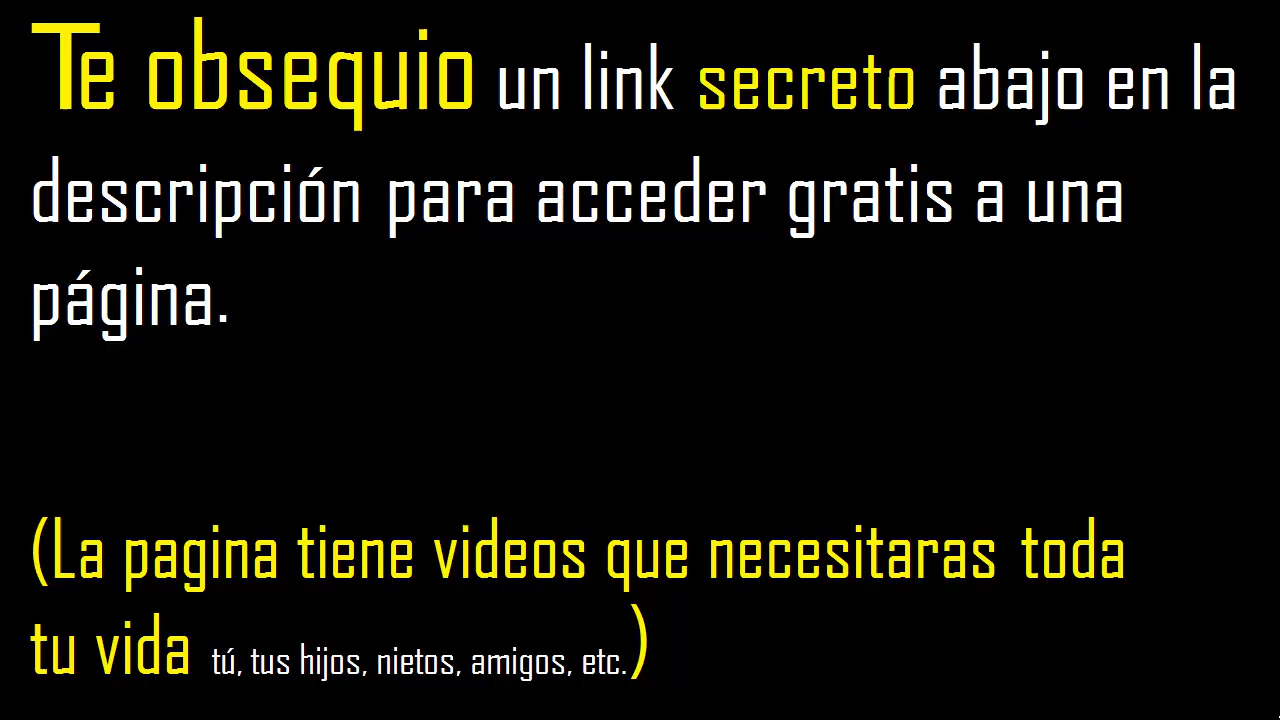 Te obsequio un link secreto abajo en la
descripción para acceder gratis a una
página.
(La pagina tiene videos que necesitaras toda
tu vida tú, tus hijos, nietos, amigos, etc.)